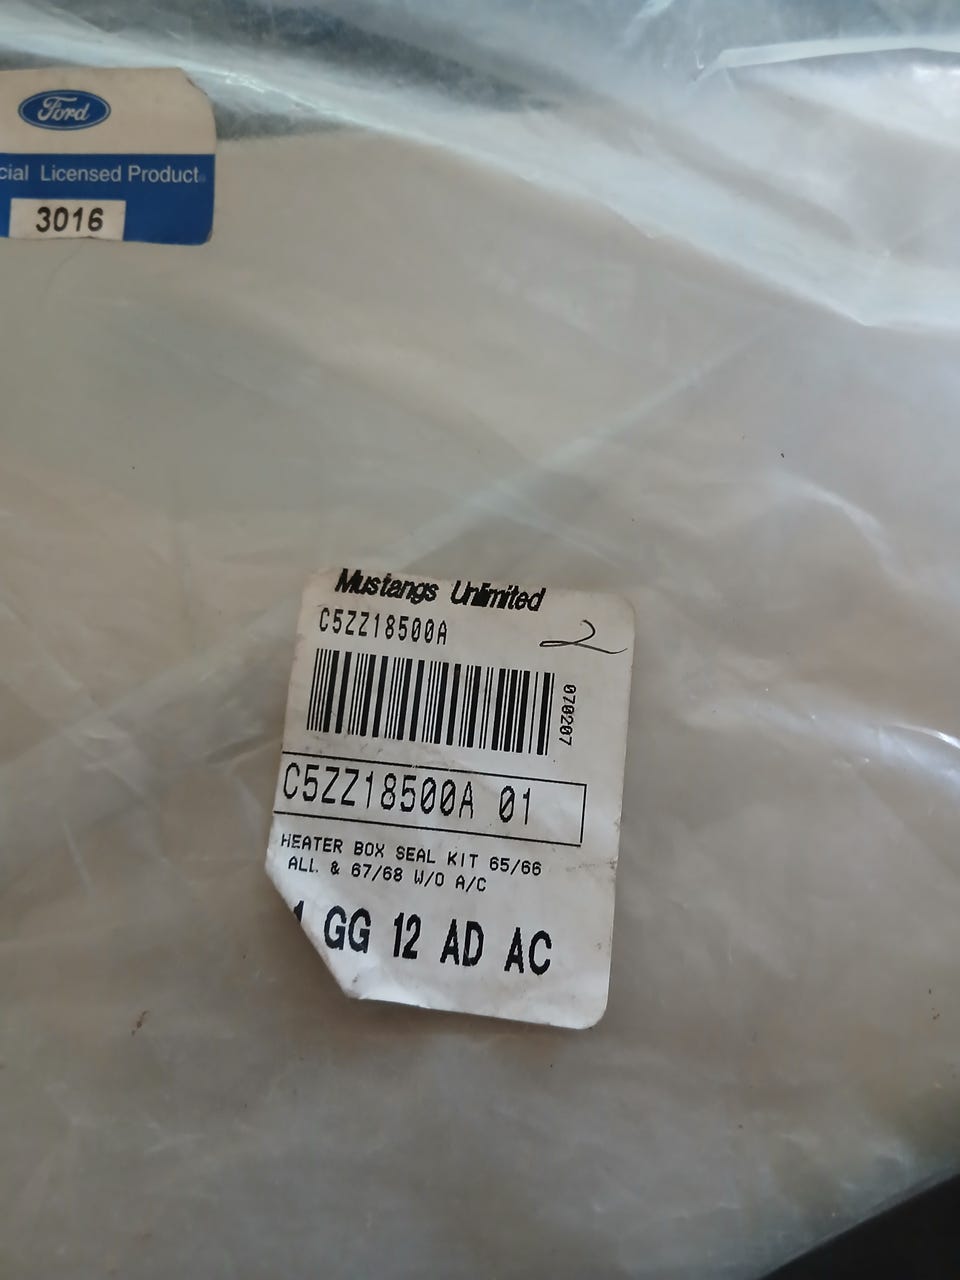 Ford
cial Licensed Product
3016
Mustangs Unlimited
C5ZZ18500A
2
070207
C5ZZ18500A 01
HEATER BOX SEAL KIT 65/66
ALL & 67/68 W/O A/C
1 GG 12 AD AC